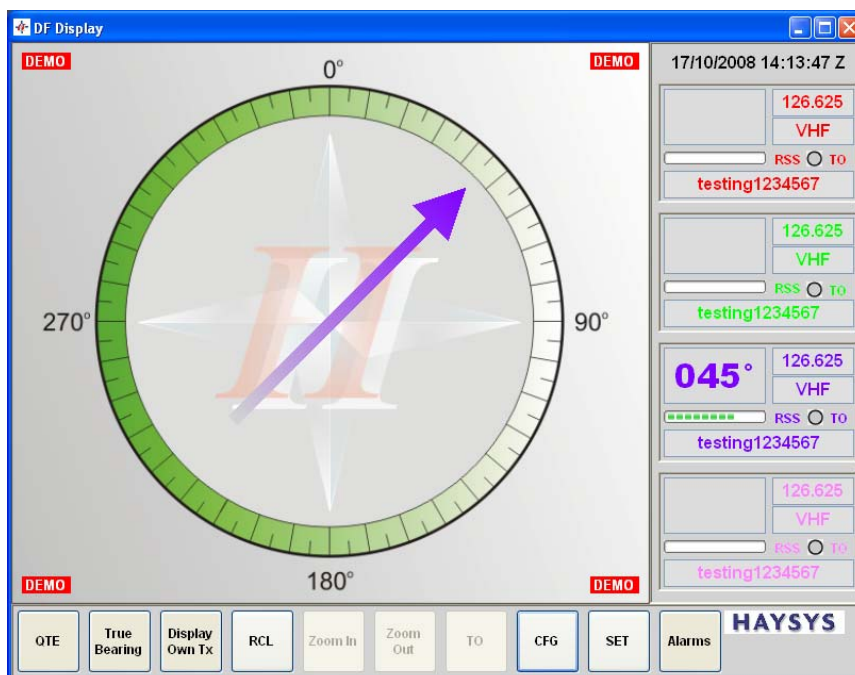 DF Display
DEMO
DEMO
0°
270°
90°
180°
H
DEMO
DEMO
17/10/2008 14:13:47 Z
126.625
VHF
RSS TO
testing1234567
126.625
VHF
RSS TO
testing1234567
045°
126.625
VHF
RSS TO
testing1234567
126.625
VHF
RSS TO
testing1234567
QTE
True
Bearing
Display
Own Tx
RCL
Zoom In
Zoom
Out
TO
CFG
SET
Alarms
HAYSYS